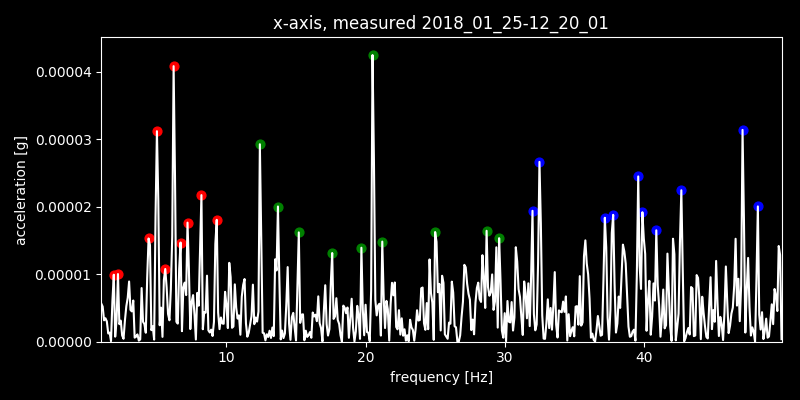 x-axis, measured 2018_01_25-12_20_01
0.00004
0.00003
0.00002
0.00001
0.00000
acceleration [g]
10 20 30 40
frequency [Hz]